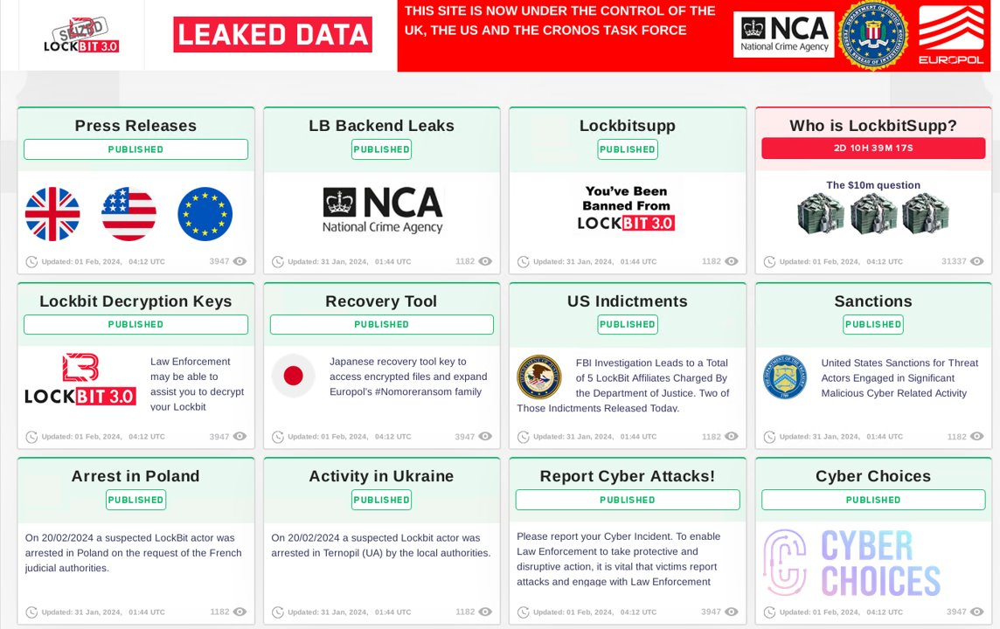 SEIZED
LOCKBIT 3.0
LEAKED DATA
THIS SITE IS NOW UNDER THE CONTROL OF THE
UK, THE US AND THE CRONOS TASK FORCE
NCA
National Crime Agency
EUROPOL
Press Releases
PUBLISHED
Updated: 01 Feb, 2024, 04:12 UTC
3947
LB Backend Leaks
PUBLISHED
NCA
National Crime Agency
Updated: 31 Jan, 2024, 01:44 UTC
1182
Lockbitsupp
PUBLISHED
You've Been
Banned From
LOCKBIT 3.0
Updated: 31 Jan, 2024, 01:44 UTC
1182
Who is LockbitSupp?
2D 10H 39M 17S
The $10m question
Updated: 01 Feb, 2024, 04:12 UTC
31337
Lockbit Decryption Keys
PUBLISHED
LOCKBIT 3.0
Law Enforcement
may be able to
assist you to decrypt
your Lockbit
Updated: 01 Feb, 2024, 04:12 UTC
3947
Recovery Tool
PUBLISHED
Japanese recovery tool key to
access encrypted files and expand
Europol's #Nomoreransom family
Updated: 01 Feb, 2024, 04:12 UTC
3947
US Indictments
PUBLISHED
FBI Investigation Leads to a Total
of 5 LockBit Affiliates Charged By
the Department of Justice. Two of
Those Indictments Released Today.
Updated: 31 Jan, 2024, 01:44 UTC
1182
Sanctions
PUBLISHED
United States Sanctions for Threat
Actors Engaged in Significant
Malicious Cyber Related Activity
Updated: 31 Jan, 2024, 01:44 UTC
1182
Arrest in Poland
PUBLISHED
On 20/02/2024 a suspected LockBit actor was
arrested in Poland on the request of the French
judicial authorities.
Updated: 31 Jan, 2024, 01:44 UTC
1182
Activity in Ukraine
PUBLISHED
On 20/02/2024 a suspected Lockbit actor was
arrested in Ternopil (UA) by the local authorities.
Updated: 31 Jan, 2024, 01:44 UTC
1182
Report Cyber Attacks!
PUBLISHED
Please report your Cyber Incident. To enable
Law Enforcement to take protective and
disruptive action, it is vital that victims report
attacks and engage with Law Enforcement
Updated: 01 Feb, 2024, 04:12 UTC
3947
Cyber Choices
PUBLISHED
CYBER
CHOICES
Updated: 01 Feb, 2024, 04:12 UTC
3947